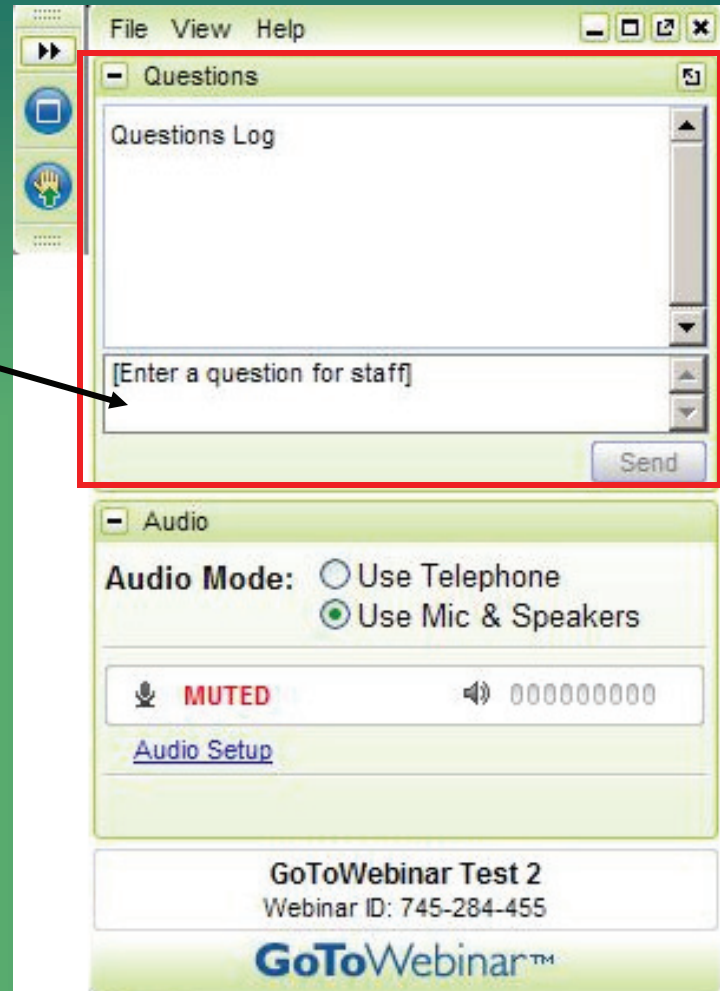 File View Help
Questions
Questions Log
[Enter a question for staff]
Send
Audio
Audio Mode: Use Telephone
Use Mic & Speakers
MUTED 000000000
Audio Setup
GoToWebinar Test 2
Webinar ID: 745-284-455
GoToWebinar™